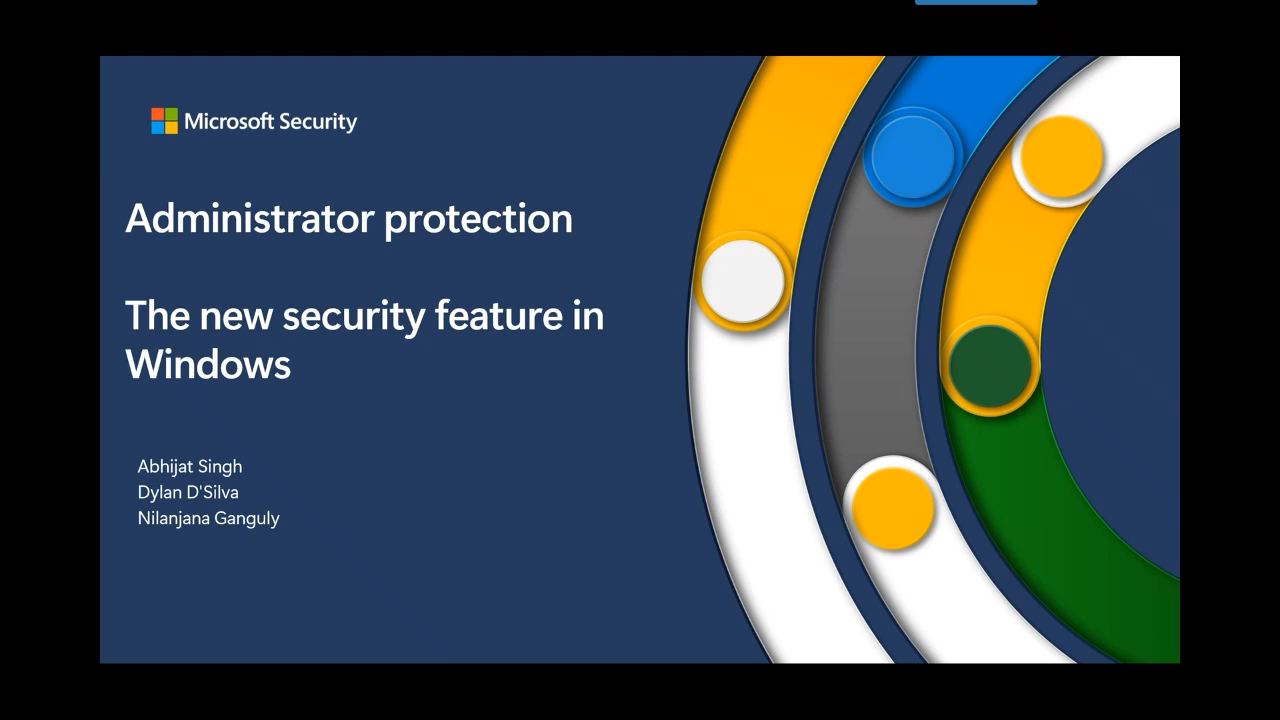 Microsoft Security
Administrator protection
The new security feature in
Windows
Abhijat Singh
Dylan D'Silva
Nilanjana Ganguly